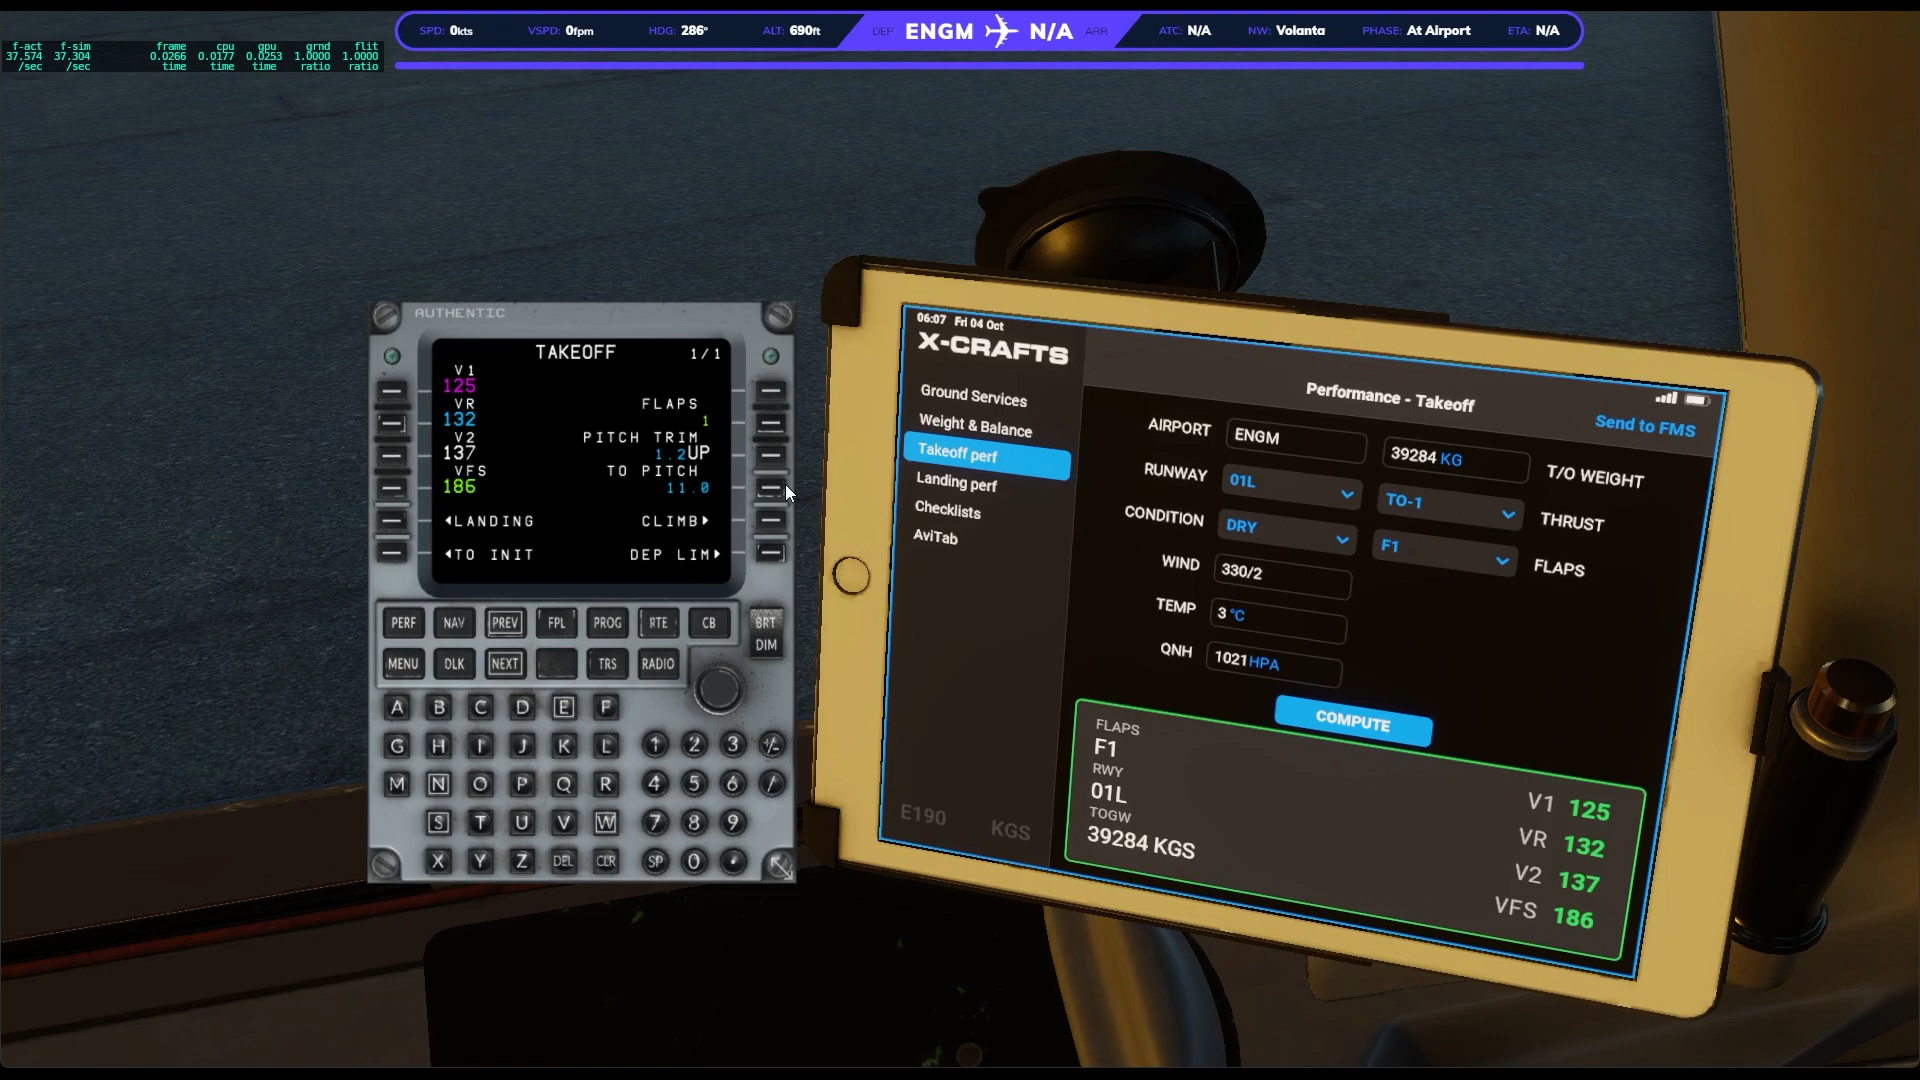 SPD: 0kts VSPD: 0fpm HDG: 286° ALT: 690ft DEP ENGM N/A ARR ATC: N/A NW: Volanta PHASE: At Airport ETA: N/A
f-act f-sim frame cpu gpu grnd flit
37.574 37.304 0.0266 0.0177 0.0253 1.0000 1.0000
/sec /sec time time time ratio ratio
AUTHENTIC
TAKEOFF 1/1
V1
125
VR FLAPS
132 1
V2 PITCH TRIM
137 1.2UP
VFS TO PITCH
186 11.0
LANDING CLIMB
TO INIT DEP LIM
PERF NAV PREV FPL PROG RTE CB BRT
DIM
MENU DLK NEXT TRS RADIO
A B C D E F
G H I J K L 1 2 3 +/-
M N O P Q R 4 5 6 /
S T U V W 7 8 9
X Y Z DEL CLR SP 0 .
06:07 Fri 04 Oct
X-CRAFTS
Ground Services
Weight & Balance
Takeoff perf
Landing perf
Checklists
AviTab
E190 KGS
Performance - Takeoff
Send to FMS
AIRPORT ENGM 39284 KG T/O WEIGHT
RUNWAY 01L TO-1 THRUST
CONDITION DRY F1 FLAPS
WIND 330/2
TEMP 3 °C
QNH 1021 HPA
COMPUTE
FLAPS
F1
RWY
01L
TOGW
39284 KGS
V1 125
VR 132
V2 137
VFS 186